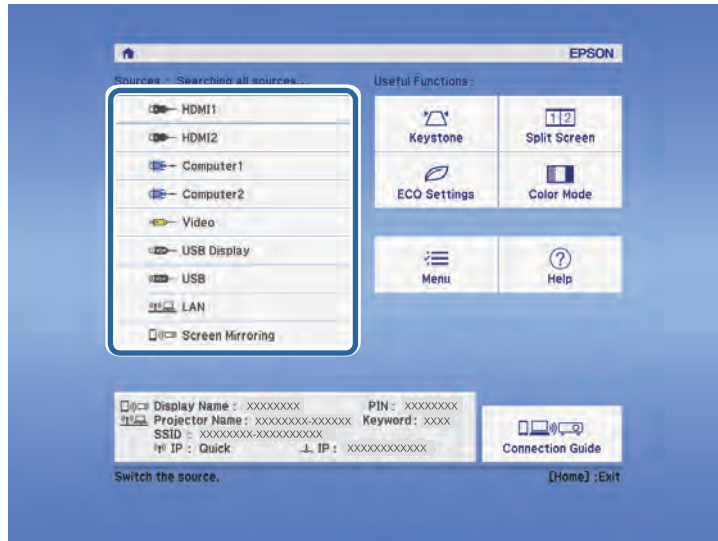 EPSON
Sources : Searching all sources...
HDMI1
HDMI2
Computer1
Computer2
Video
USB Display
USB
LAN
Screen Mirroring
Useful Functions :
Keystone
1 2
Split Screen
ECO Settings
Color Mode
Menu
?
Help
Display Name : XXXXXXXX PIN : XXXXXXXX
Projector Name : XXXXXXXX-XXXXXX Keyword : XXXX
SSID : XXXXXXXX-XXXXXXXXXX
IP : Quick IP : XXXXXXXXXXXX
Connection Guide
Switch the source. [Home] :Exit